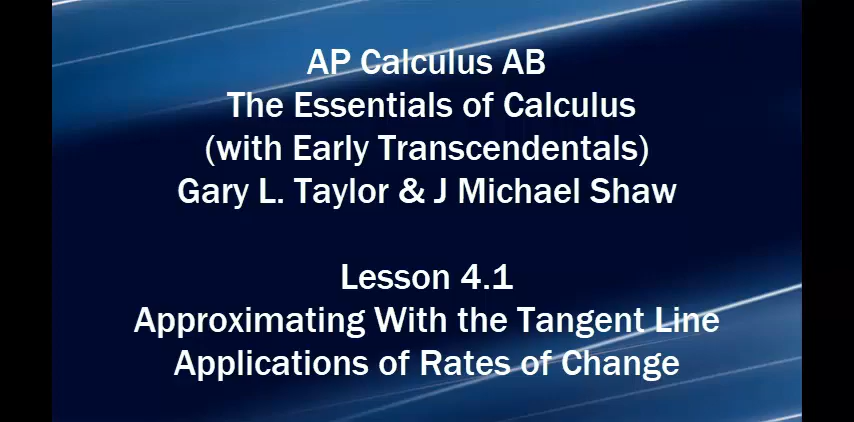 AP Calculus AB
The Essentials of Calculus
(with Early Transcendentals)
Gary L. Taylor & J Michael Shaw
Lesson 4.1
Approximating With the Tangent Line
Applications of Rates of Change